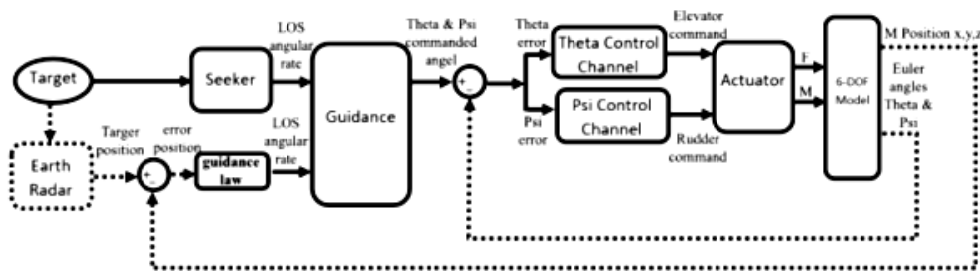 Target
Seeker
LOS
angular
rate
Guidance
Theta & Psi
commanded
angel
+
-
Theta
error
Theta Control
Channel
Elevator
command
Actuator
F
M
6-DOF
Model
M Position x,y,z
Euler
angles
Theta &
Psi
Psi
error
Psi Control
Channel
Rudder
command
Earth
Radar
Targer
position
+
-
error
position
guidance
law
LOS
angular
rate